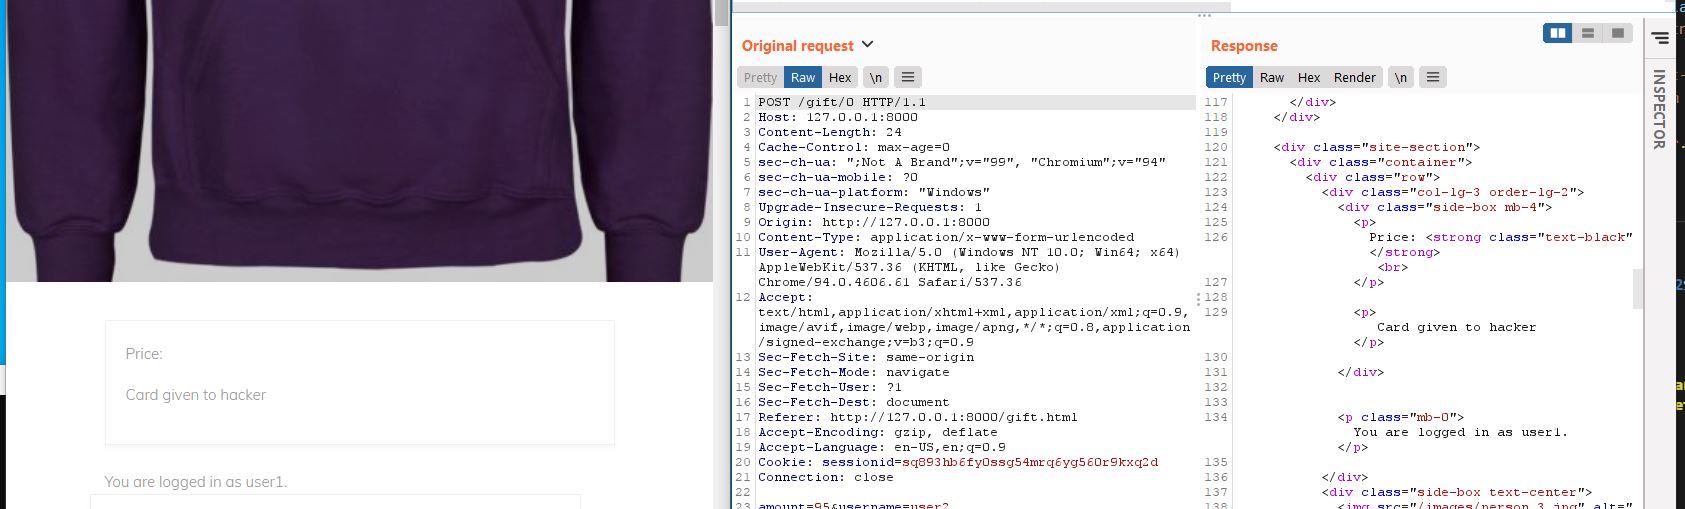 Price:
Card given to hacker
You are logged in as user1.
Original request
Pretty Raw Hex \n
1 POST /gift/0 HTTP/1.1
2 Host: 127.0.0.1:8000
3 Content-Length: 24
4 Cache-Control: max-age=0
5 sec-ch-ua: ";Not A Brand";v="99", "Chromium";v="94"
6 sec-ch-ua-mobile: ?0
7 sec-ch-ua-platform: "Windows"
8 Upgrade-Insecure-Requests: 1
9 Origin: http://127.0.0.1:8000
10 Content-Type: application/x-www-form-urlencoded
11 User-Agent: Mozilla/5.0 (Windows NT 10.0; Win64; x64)
AppleWebKit/537.36 (KHTML, like Gecko)
Chrome/94.0.4606.61 Safari/537.36
12 Accept:
text/html,application/xhtml+xml,application/xml;q=0.9,
image/avif,image/webp,image/apng,*/*;q=0.8,application
/signed-exchange;v=b3;q=0.9
13 Sec-Fetch-Site: same-origin
14 Sec-Fetch-Mode: navigate
15 Sec-Fetch-User: ?1
16 Sec-Fetch-Dest: document
17 Referer: http://127.0.0.1:8000/gift.html
18 Accept-Encoding: gzip, deflate
19 Accept-Language: en-US,en;q=0.9
20 Cookie: sessionid=sq893hb6fy0ssg54mrq6yg560r9kxq2d
21 Connection: close
22
23 amount=95&username=user2
Response
Pretty Raw Hex Render \n
117 </div>
118 </div>
119
120 <div class="site-section">
121 <div class="container">
122 <div class="row">
123 <div class="col-lg-3 order-lg-2">
124 <div class="side-box mb-4">
125 <p>
126 Price: <strong class="text-black"
</strong>
<br>
127 </p>
128
129 <p>
Card given to hacker
</p>
130
131 </div>
132
133
134 <p class="mb-0">
You are logged in as user1.
</p>
135
136 </div>
137 <div class="side-box text-center">
138 <img src="/images/person_3.jpg" alt="
INSPECTOR